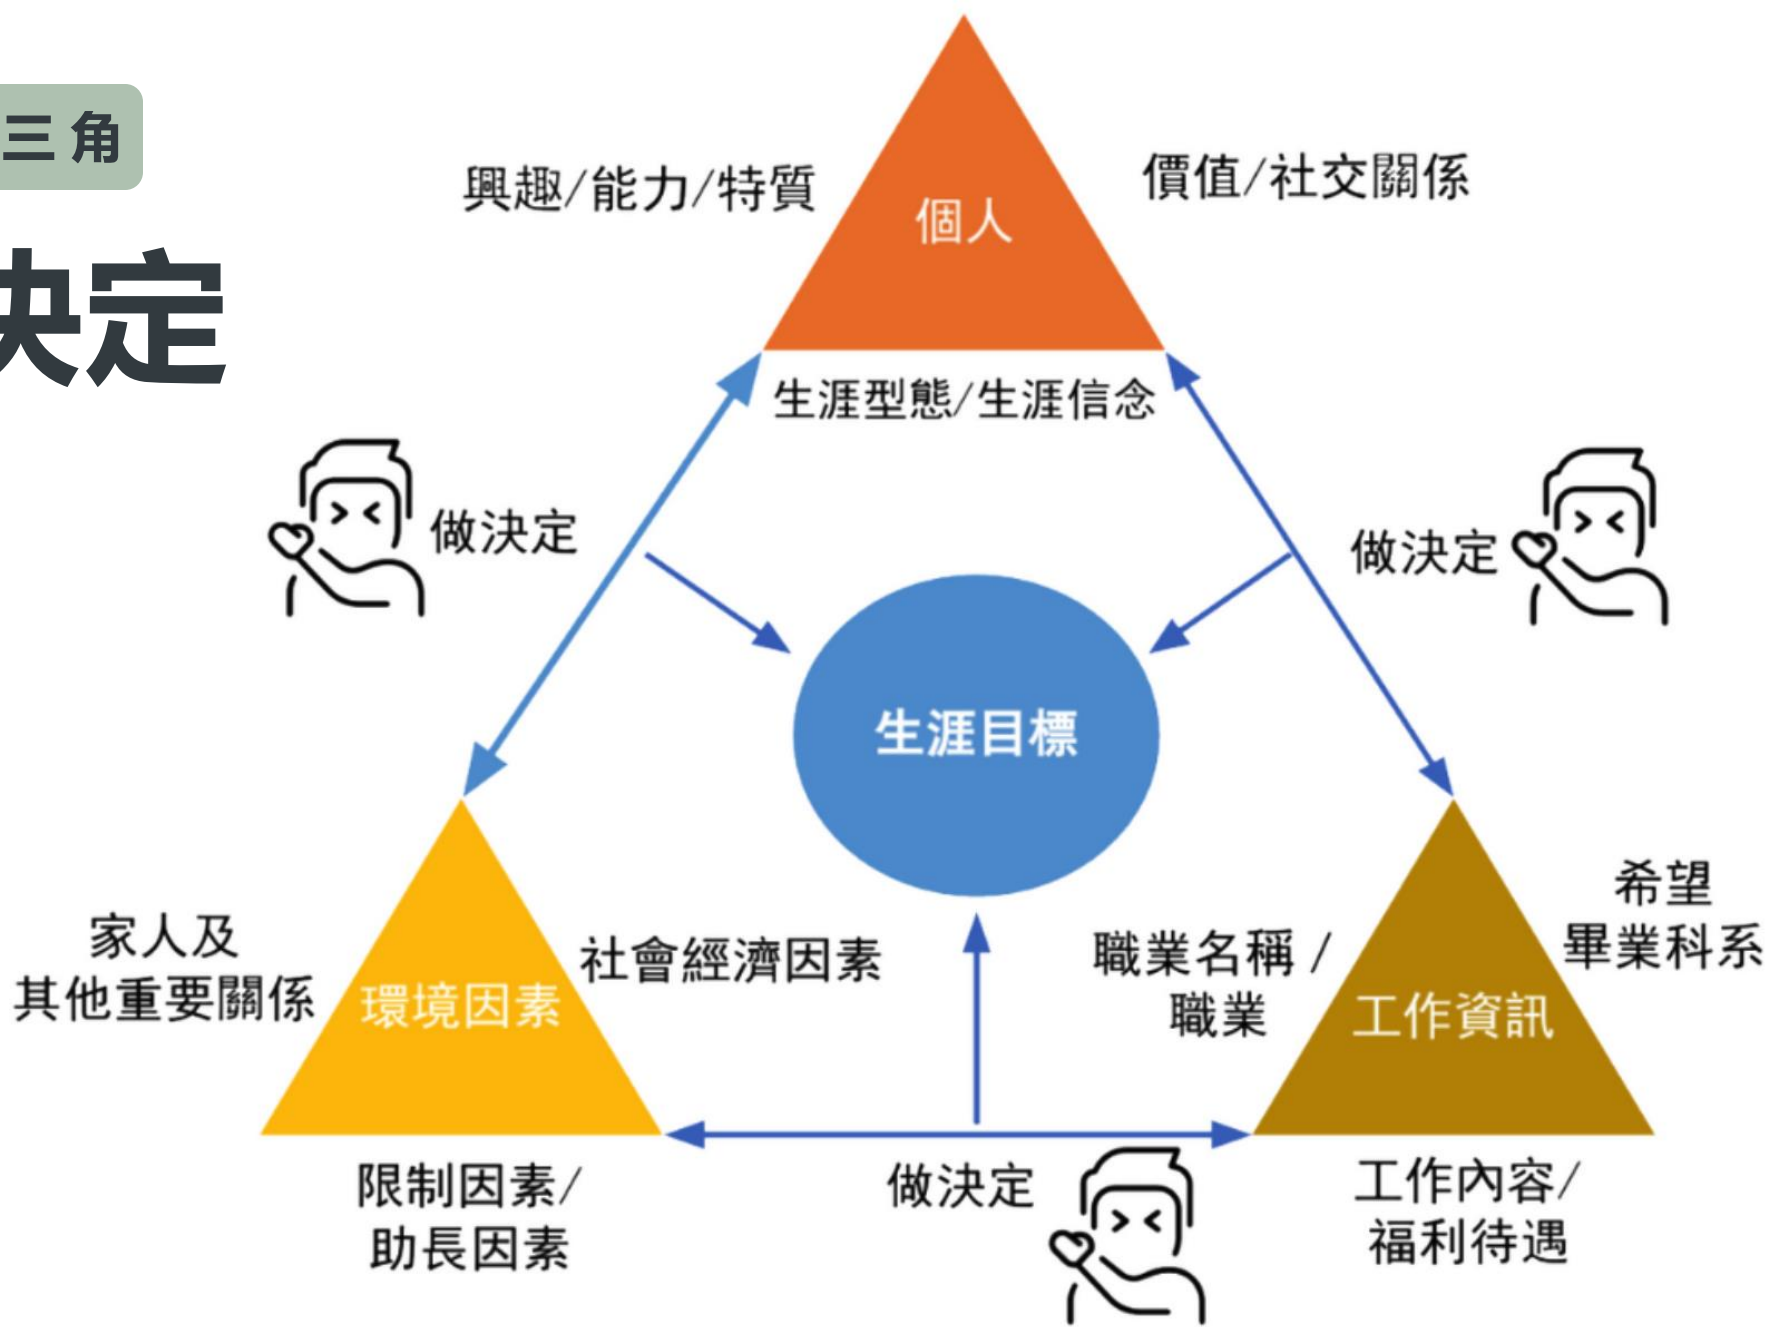 三角
決定
興趣/能力/特質
個人
價值/社交關係
生涯型態/生涯信念
做決定
做決定
生涯目標
家人及
其他重要關係
環境因素
社會經濟因素
限制因素/
助長因素
職業名稱 /
職業
工作資訊
希望
畢業科系
做決定
工作內容/
福利待遇